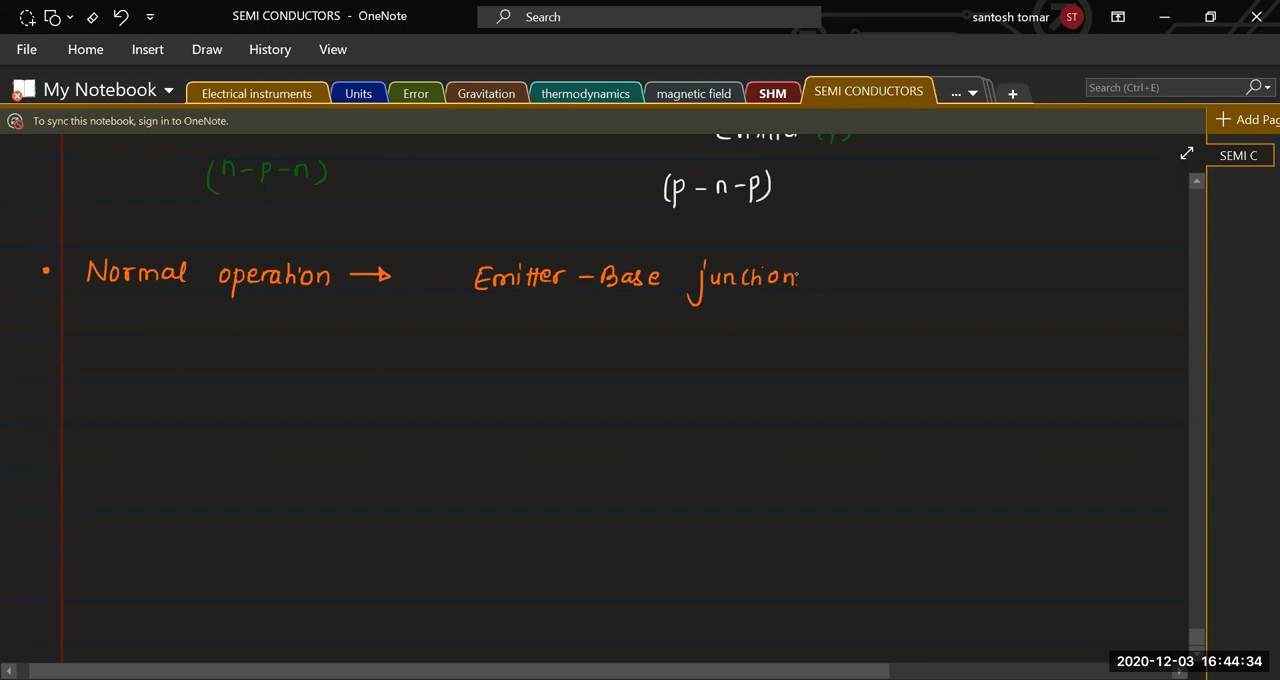 SEMI CONDUCTORS - OneNote
Search
santosh tomar
ST
File Home Insert Draw History View
My Notebook
Electrical instruments
Units
Error
Gravitation
thermodynamics
magnetic field
SHM
SEMI CONDUCTORS
...
Search (Ctrl+E)
To sync this notebook, sign in to OneNote.
Add Pag
SEMI C
(n-p-n)
(p-n-p)
• Normal operation → Emitter-Base junction
2020-12-03 16:44:34